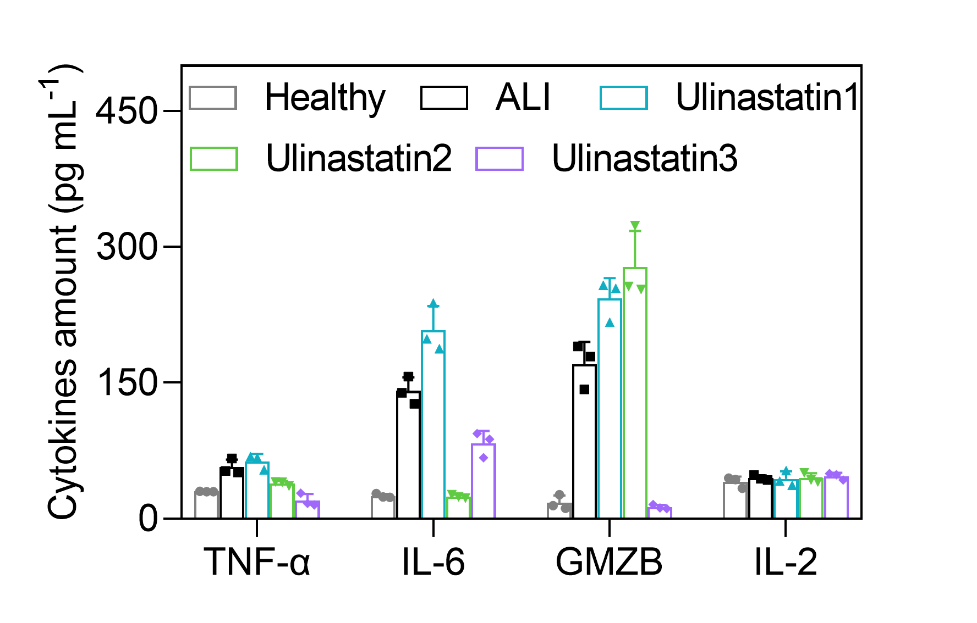 Cytokines amount (pg mL⁻¹)
450
300
150
0
Healthy ALI Ulinastatin1
Ulinastatin2 Ulinastatin3
TNF-α IL-6 GMZB IL-2